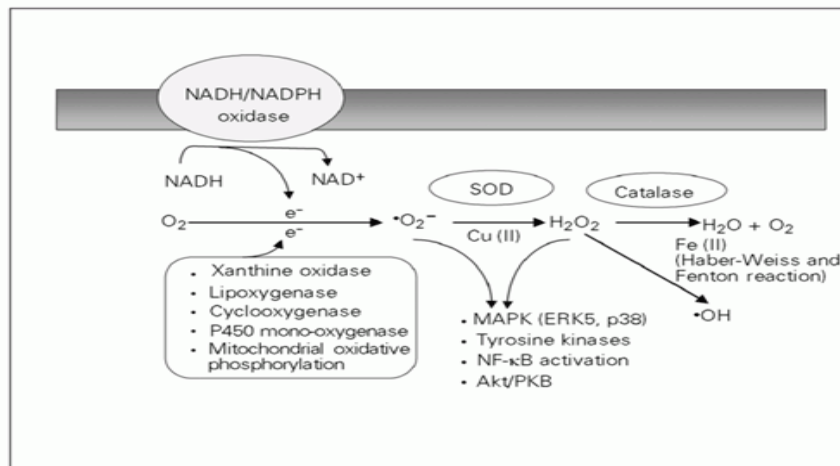 NADH/NADPH
oxidase
NADH
NAD+
SOD
Catalase
O2
e–
e–
•O2–
Cu (II)
H2O2
H2O + O2
Fe (II)
(Haber-Weiss and
Fenton reaction)
•OH
• Xanthine oxidase
• Lipoxygenase
• Cyclooxygenase
• P450 mono-oxygenase
• Mitochondrial oxidative
phosphorylation
• MAPK (ERK5, p38)
• Tyrosine kinases
• NF-κB activation
• Akt/PKB